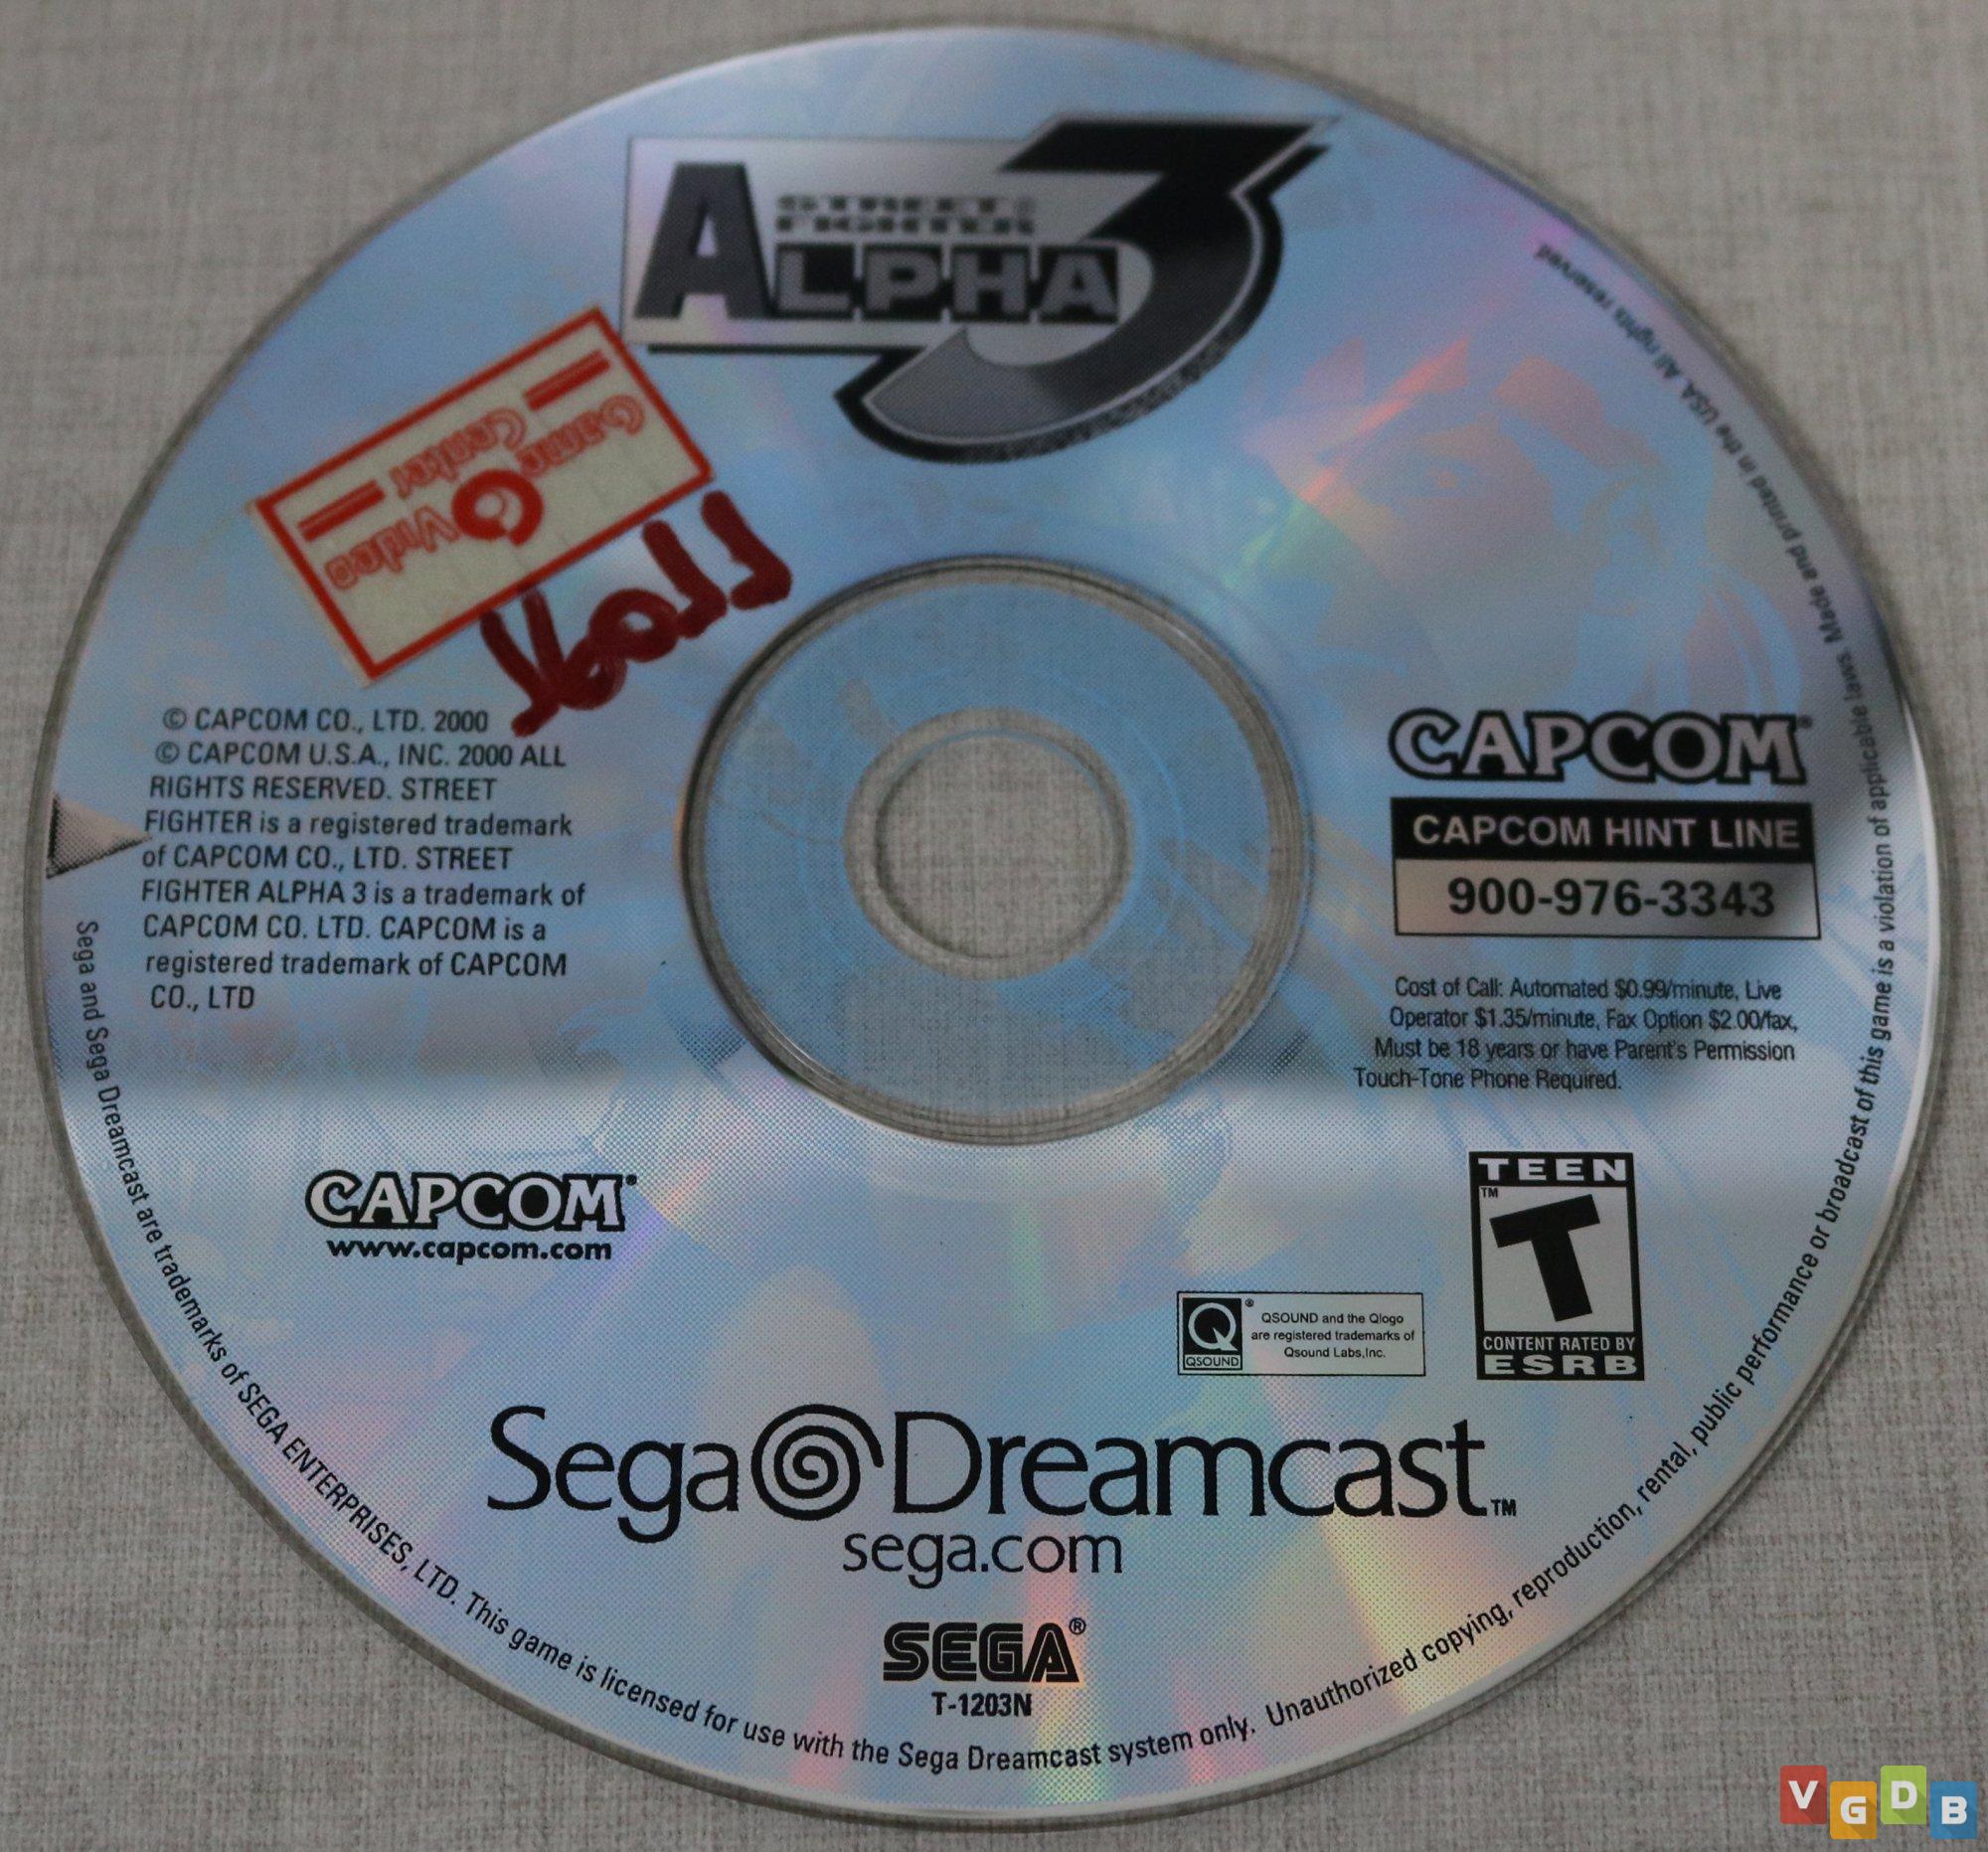 STREET®
FIGHTER
ALPHA 3
Game
Center
Video
© CAPCOM CO., LTD. 2000
© CAPCOM U.S.A., INC. 2000 ALL
RIGHTS RESERVED. STREET
FIGHTER is a registered trademark
of CAPCOM CO., LTD. STREET
FIGHTER ALPHA 3 is a trademark of
CAPCOM CO. LTD. CAPCOM is a
registered trademark of CAPCOM
CO., LTD
CAPCOM®
CAPCOM HINT LINE
900-976-3343
Cost of Call: Automated $0.99/minute, Live
Operator $1.35/minute, Fax Option $2.00/fax,
Must be 18 years or have Parent's Permission
Touch-Tone Phone Required.
CAPCOM®
www.capcom.com
TEEN
TM
T
CONTENT RATED BY
ESRB
Q®
QSOUND
QSOUND and the Qlogo
are registered trademarks of
Qsound Labs,Inc.
Sega Dreamcast™
sega.com
SEGA®
T-1203N
Sega and Sega Dreamcast are trademarks of SEGA ENTERPRISES, LTD. This game is licensed for use with the Sega Dreamcast system only. Unauthorized copying, reproduction, rental, public performance or broadcast of this game is a violation of applicable laws. Made and printed in the USA. All rights reserved
VGDB